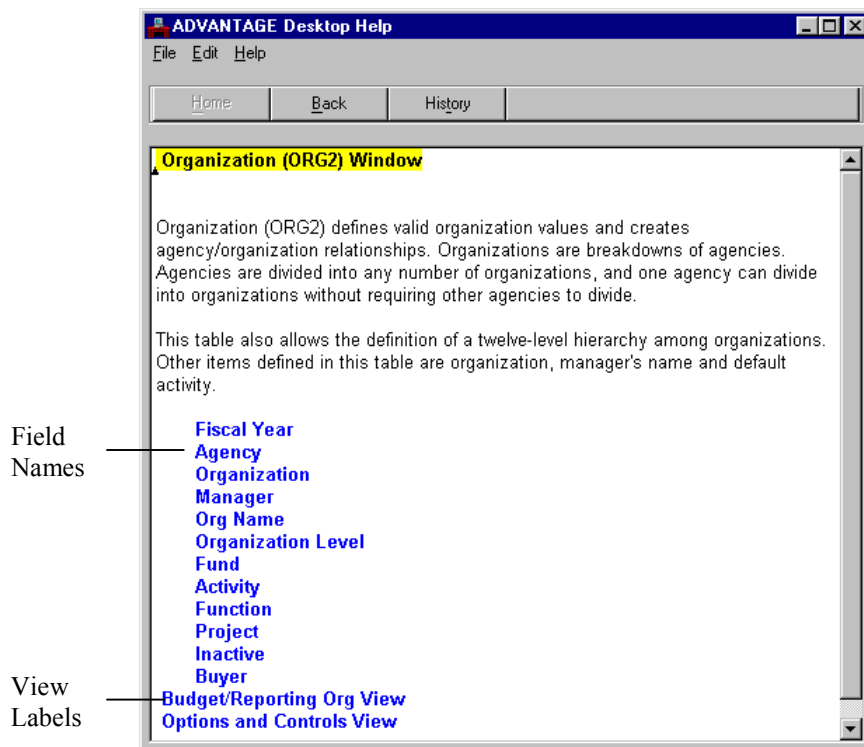 ADVANTAGE Desktop Help
File Edit Help
Home Back History
Organization (ORG2) Window
Organization (ORG2) defines valid organization values and creates
agency/organization relationships. Organizations are breakdowns of agencies.
Agencies are divided into any number of organizations, and one agency can divide
into organizations without requiring other agencies to divide.
This table also allows the definition of a twelve-level hierarchy among organizations.
Other items defined in this table are organization, manager's name and default
activity.
Field
Names
Fiscal Year
Agency
Organization
Manager
Org Name
Organization Level
Fund
Activity
Function
Project
Inactive
Buyer
View
Labels
Budget/Reporting Org View
Options and Controls View